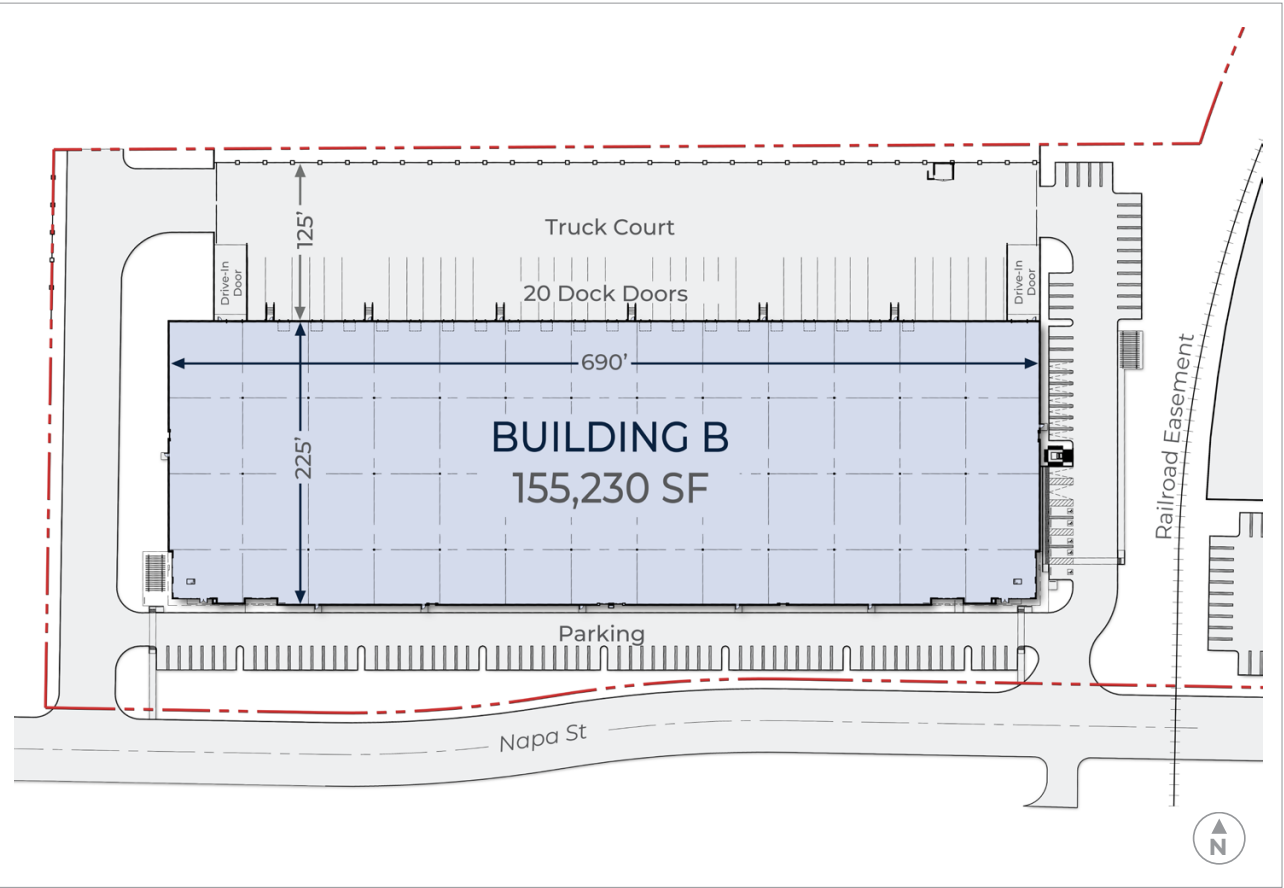 125’
Truck Court
Drive-In
Door
Drive-In
Door
20 Dock Doors
690’
225’
BUILDING B
155,230 SF
Railroad Easement
Parking
Napa St
N